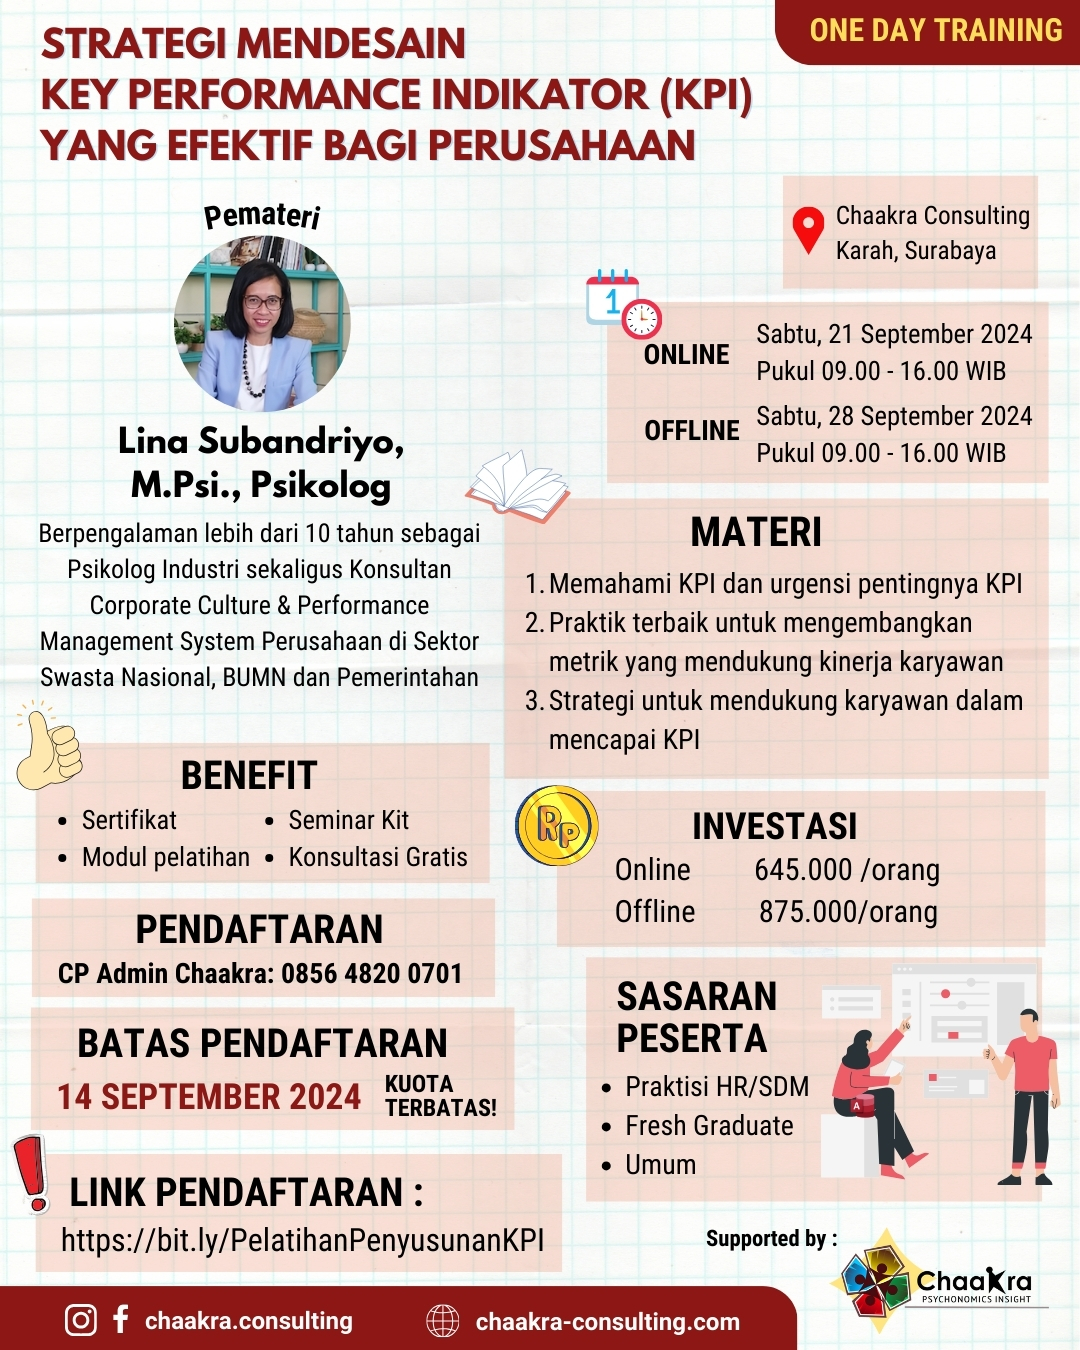 ONE DAY TRAINING
STRATEGI MENDESAIN
KEY PERFORMANCE INDIKATOR (KPI)
YANG EFEKTIF BAGI PERUSAHAAN
Pemateri
Lina Subandriyo,
M.Psi., Psikolog
Berpengalaman lebih dari 10 tahun sebagai
Psikolog Industri sekaligus Konsultan
Corporate Culture & Performance
Management System Perusahaan di Sektor
Swasta Nasional, BUMN dan Pemerintahan
Chaakra Consulting
Karah, Surabaya
1
ONLINE
Sabtu, 21 September 2024
Pukul 09.00 - 16.00 WIB
OFFLINE
Sabtu, 28 September 2024
Pukul 09.00 - 16.00 WIB
MATERI
1. Memahami KPI dan urgensi pentingnya KPI
2. Praktik terbaik untuk mengembangkan
metrik yang mendukung kinerja karyawan
3. Strategi untuk mendukung karyawan dalam
mencapai KPI
BENEFIT
• Sertifikat
• Modul pelatihan
• Seminar Kit
• Konsultasi Gratis
Rp
INVESTASI
Online 645.000 /orang
Offline 875.000/orang
PENDAFTARAN
CP Admin Chaakra: 0856 4820 0701
BATAS PENDAFTARAN
14 SEPTEMBER 2024
KUOTA
TERBATAS!
SASARAN
PESERTA
• Praktisi HR/SDM
• Fresh Graduate
• Umum
A
LINK PENDAFTARAN :
https://bit.ly/PelatihanPenyusunanKPI
Supported by :
Chaakra
PSYCHONOMICS INSIGHT
chaakra.consulting
chaakra-consulting.com